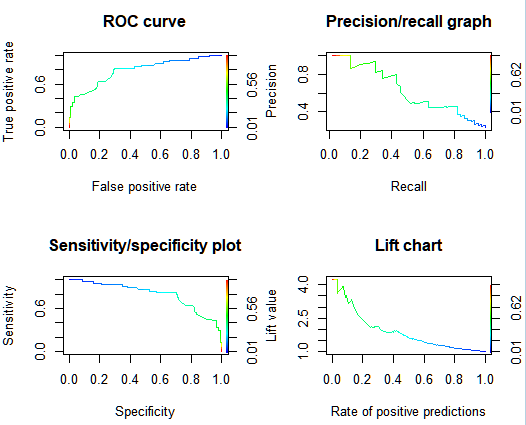 ROC curve
True positive rate
0.6
0.0
0.0 0.2 0.4 0.6 0.8 1.0
0.56
0.01
False positive rate
Precision/recall graph
Precision
0.8
0.4
0.0 0.2 0.4 0.6 0.8 1.0
0.62
0.01
Recall
Sensitivity/specificity plot
Sensitivity
0.6
0.0
0.0 0.2 0.4 0.6 0.8 1.0
0.56
0.01
Specificity
Lift chart
Lift value
4.0
2.5
1.0
0.0 0.2 0.4 0.6 0.8 1.0
0.62
0.01
Rate of positive predictions